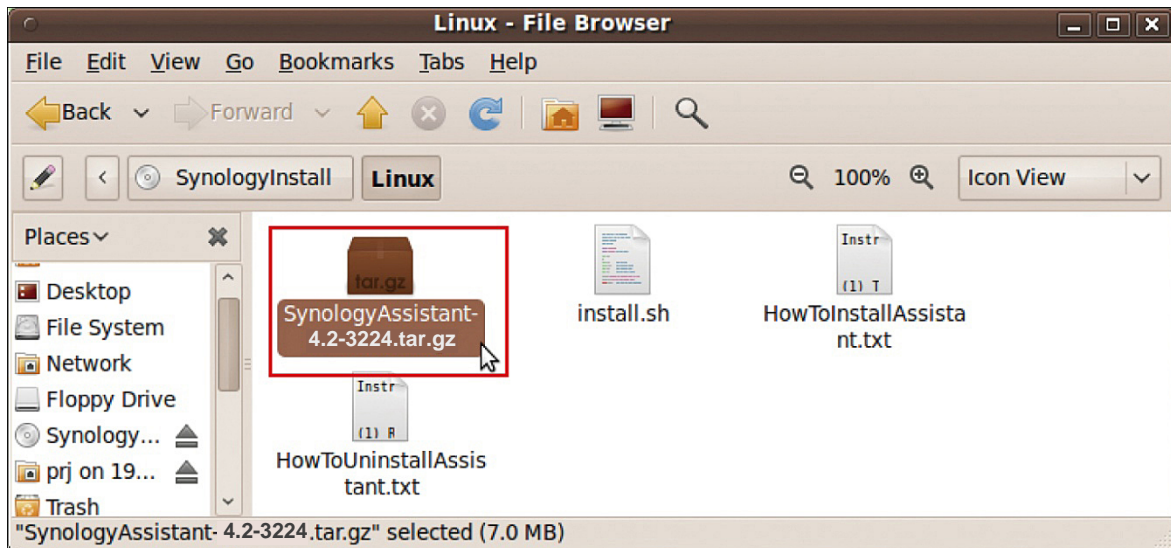 Linux - File Browser
File Edit View Go Bookmarks Tabs Help
Back Forward
SynologyInstall Linux 100% Icon View
Places
Desktop
File System
Network
Floppy Drive
Synology...
prj on 19...
Trash
tar.gz
SynologyAssistant-
4.2-3224.tar.gz
install.sh
Instr
(1) T
HowToInstallAssista
nt.txt
Instr
(1) R
HowToUninstallAssis
tant.txt
"SynologyAssistant- 4.2-3224.tar.gz" selected (7.0 MB)